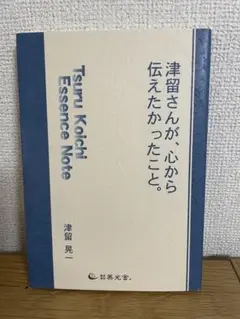 津留さんが、心から
伝えたかったこと。
Tsuru Koichi
Essence Note
津留 晃一